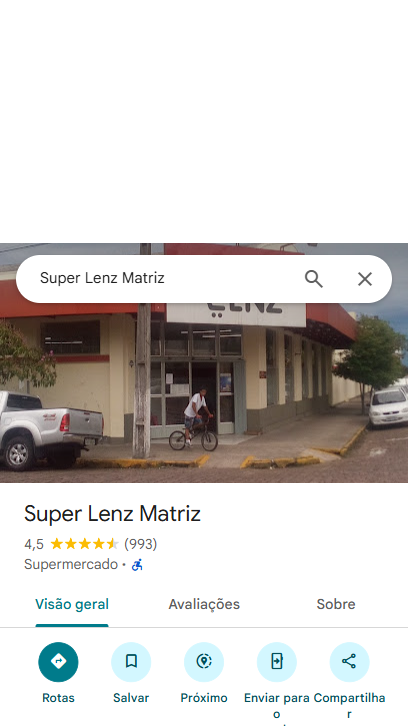 Super Lenz Matriz
LENZ
Super Lenz Matriz
4,5 (993)
Supermercado ·
Visão geral Avaliações Sobre
Rotas Salvar Próximo Enviar para Compartilha
o r